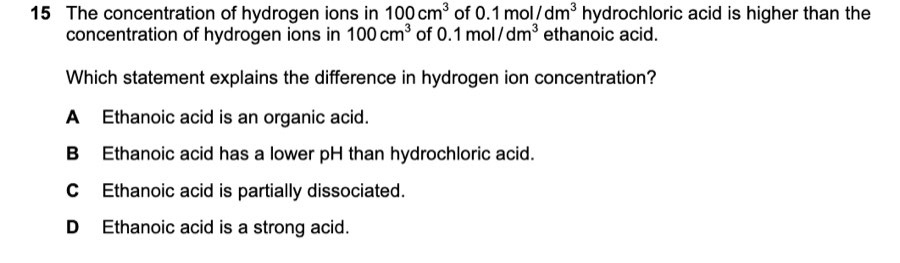 15 The concentration of hydrogen ions in 100 cm³ of 0.1 mol/dm³ hydrochloric acid is higher than the
concentration of hydrogen ions in 100 cm³ of 0.1 mol/dm³ ethanoic acid.
Which statement explains the difference in hydrogen ion concentration?
A Ethanoic acid is an organic acid.
B Ethanoic acid has a lower pH than hydrochloric acid.
C Ethanoic acid is partially dissociated.
D Ethanoic acid is a strong acid.